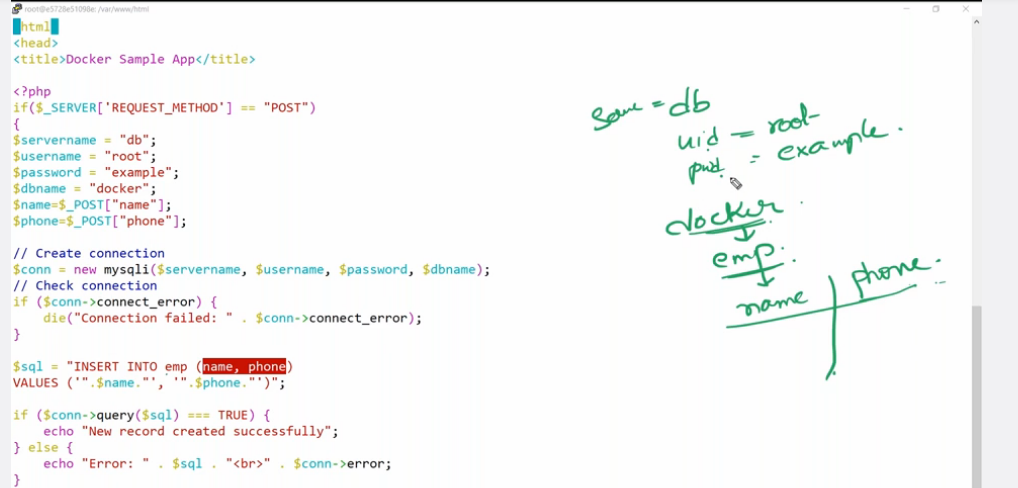 root@e5728e51098e: /var/www/html
html
<head>
<title>Docker Sample App</title>
<?php
if($_SERVER['REQUEST_METHOD'] == "POST")
{
$servername = "db";
$username = "root";
$password = "example";
$dbname = "docker";
$name=$_POST["name"];
$phone=$_POST["phone"];
// Create connection
$conn = new mysqli($servername, $username, $password, $dbname);
// Check connection
if ($conn->connect_error) {
    die("Connection failed: " . $conn->connect_error);
}
$sql = "INSERT INTO emp (name, phone)
VALUES ('".$name."', '".$phone."')";
if ($conn->query($sql) === TRUE) {
    echo "New record created successfully";
} else {
    echo "Error: " . $sql . "<br>" . $conn->error;
}
= db
uid = root
pwd. = example.
docker
emp.
name phone.